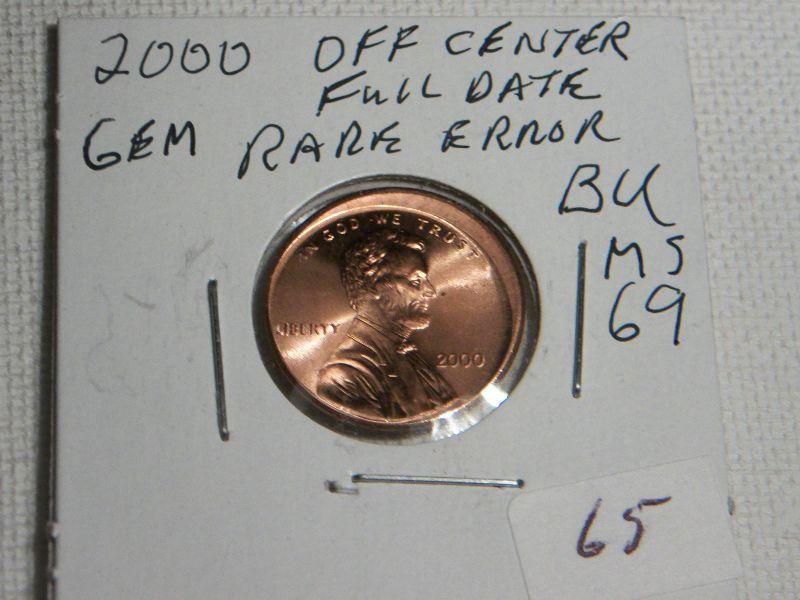 2000 OFF CENTER
FULL DATE
GEM RARE ERROR
BU
MS
69
IN GOD WE TRUST
LIBERTY
2000
65